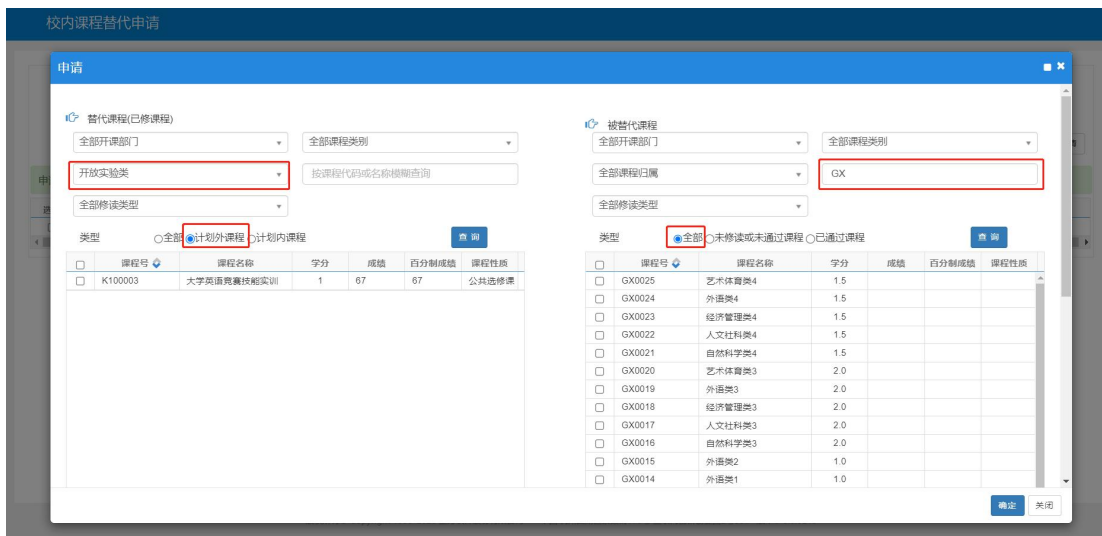 校内课程替代申请
申请
替代课程(已修课程)
全部开课部门 全部课程类别
开放实验类 按课程代码或名称模糊查询
全部修读类型
类型 全部 计划外课程 计划内课程 查询
课程号 课程名称 学分 成绩 百分制成绩 课程性质
K100003 大学英语竞赛技能实训 1 67 67 公共选修课
被替代课程
全部开课部门 全部课程类别
全部课程归属 GX
全部修读类型
类型 全部 未修读或未通过课程 已通过课程 查询
课程号 课程名称 学分 成绩 百分制成绩 课程性质
GX0025 艺术体育类4 1.5
GX0024 外语类4 1.5
GX0023 经济管理类4 1.5
GX0022 人文社科类4 1.5
GX0021 自然科学类4 1.5
GX0020 艺术体育类3 2.0
GX0019 外语类3 2.0
GX0018 经济管理类3 2.0
GX0017 人文社科类3 2.0
GX0016 自然科学类3 2.0
GX0015 外语类2 1.0
GX0014 外语类1 1.0
确定 关闭